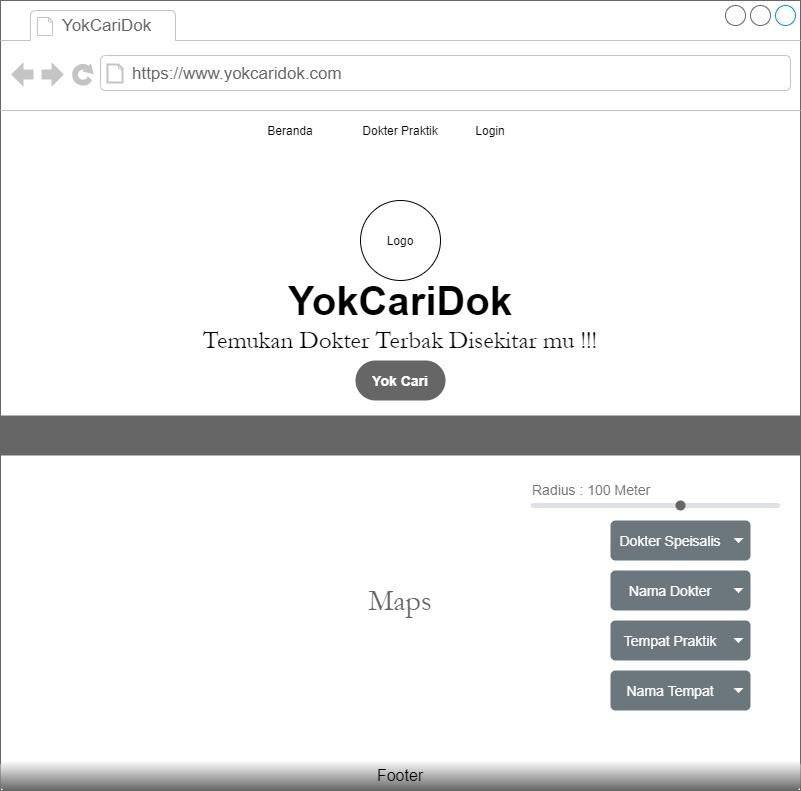 YokCariDok
https://www.yokcaridok.com
Beranda Dokter Praktik Login
Logo
YokCariDok
Temukan Dokter Terbak Disekitar mu !!!
Yok Cari
Radius : 100 Meter
Dokter Speisalis
Nama Dokter
Maps
Tempat Praktik
Nama Tempat
Footer